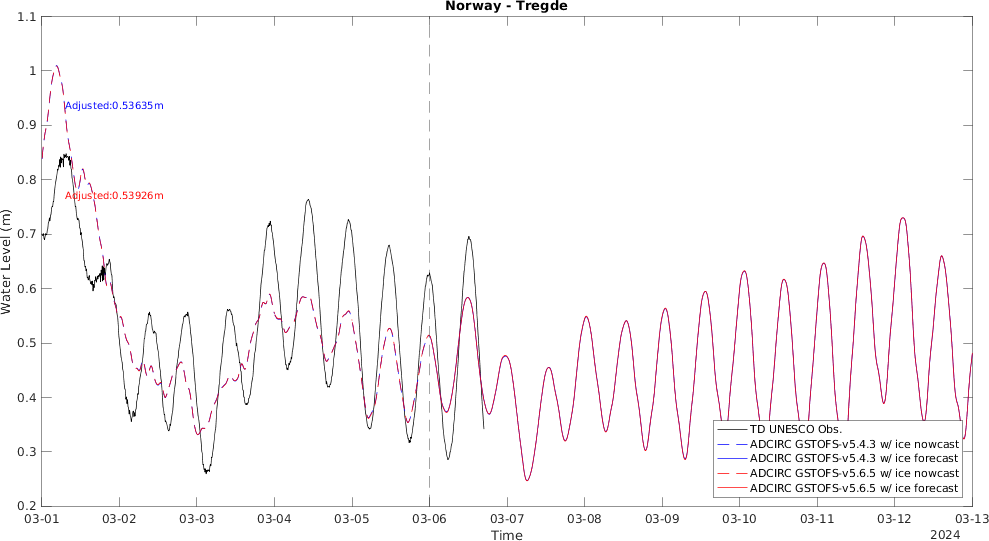 Norway - Tregde
1.1
1
0.9
0.8
0.7
0.6
0.5
0.4
0.3
0.2
Water Level (m)
Adjusted:0.53635m
Adjusted:0.53926m
TD UNESCO Obs.
ADCIRC GSTOFS-v5.4.3 w/ ice nowcast
ADCIRC GSTOFS-v5.4.3 w/ ice forecast
ADCIRC GSTOFS-v5.6.5 w/ ice nowcast
ADCIRC GSTOFS-v5.6.5 w/ ice forecast
03-01 03-02 03-03 03-04 03-05 03-06 03-07 03-08 03-09 03-10 03-11 03-12 03-13
Time
2024